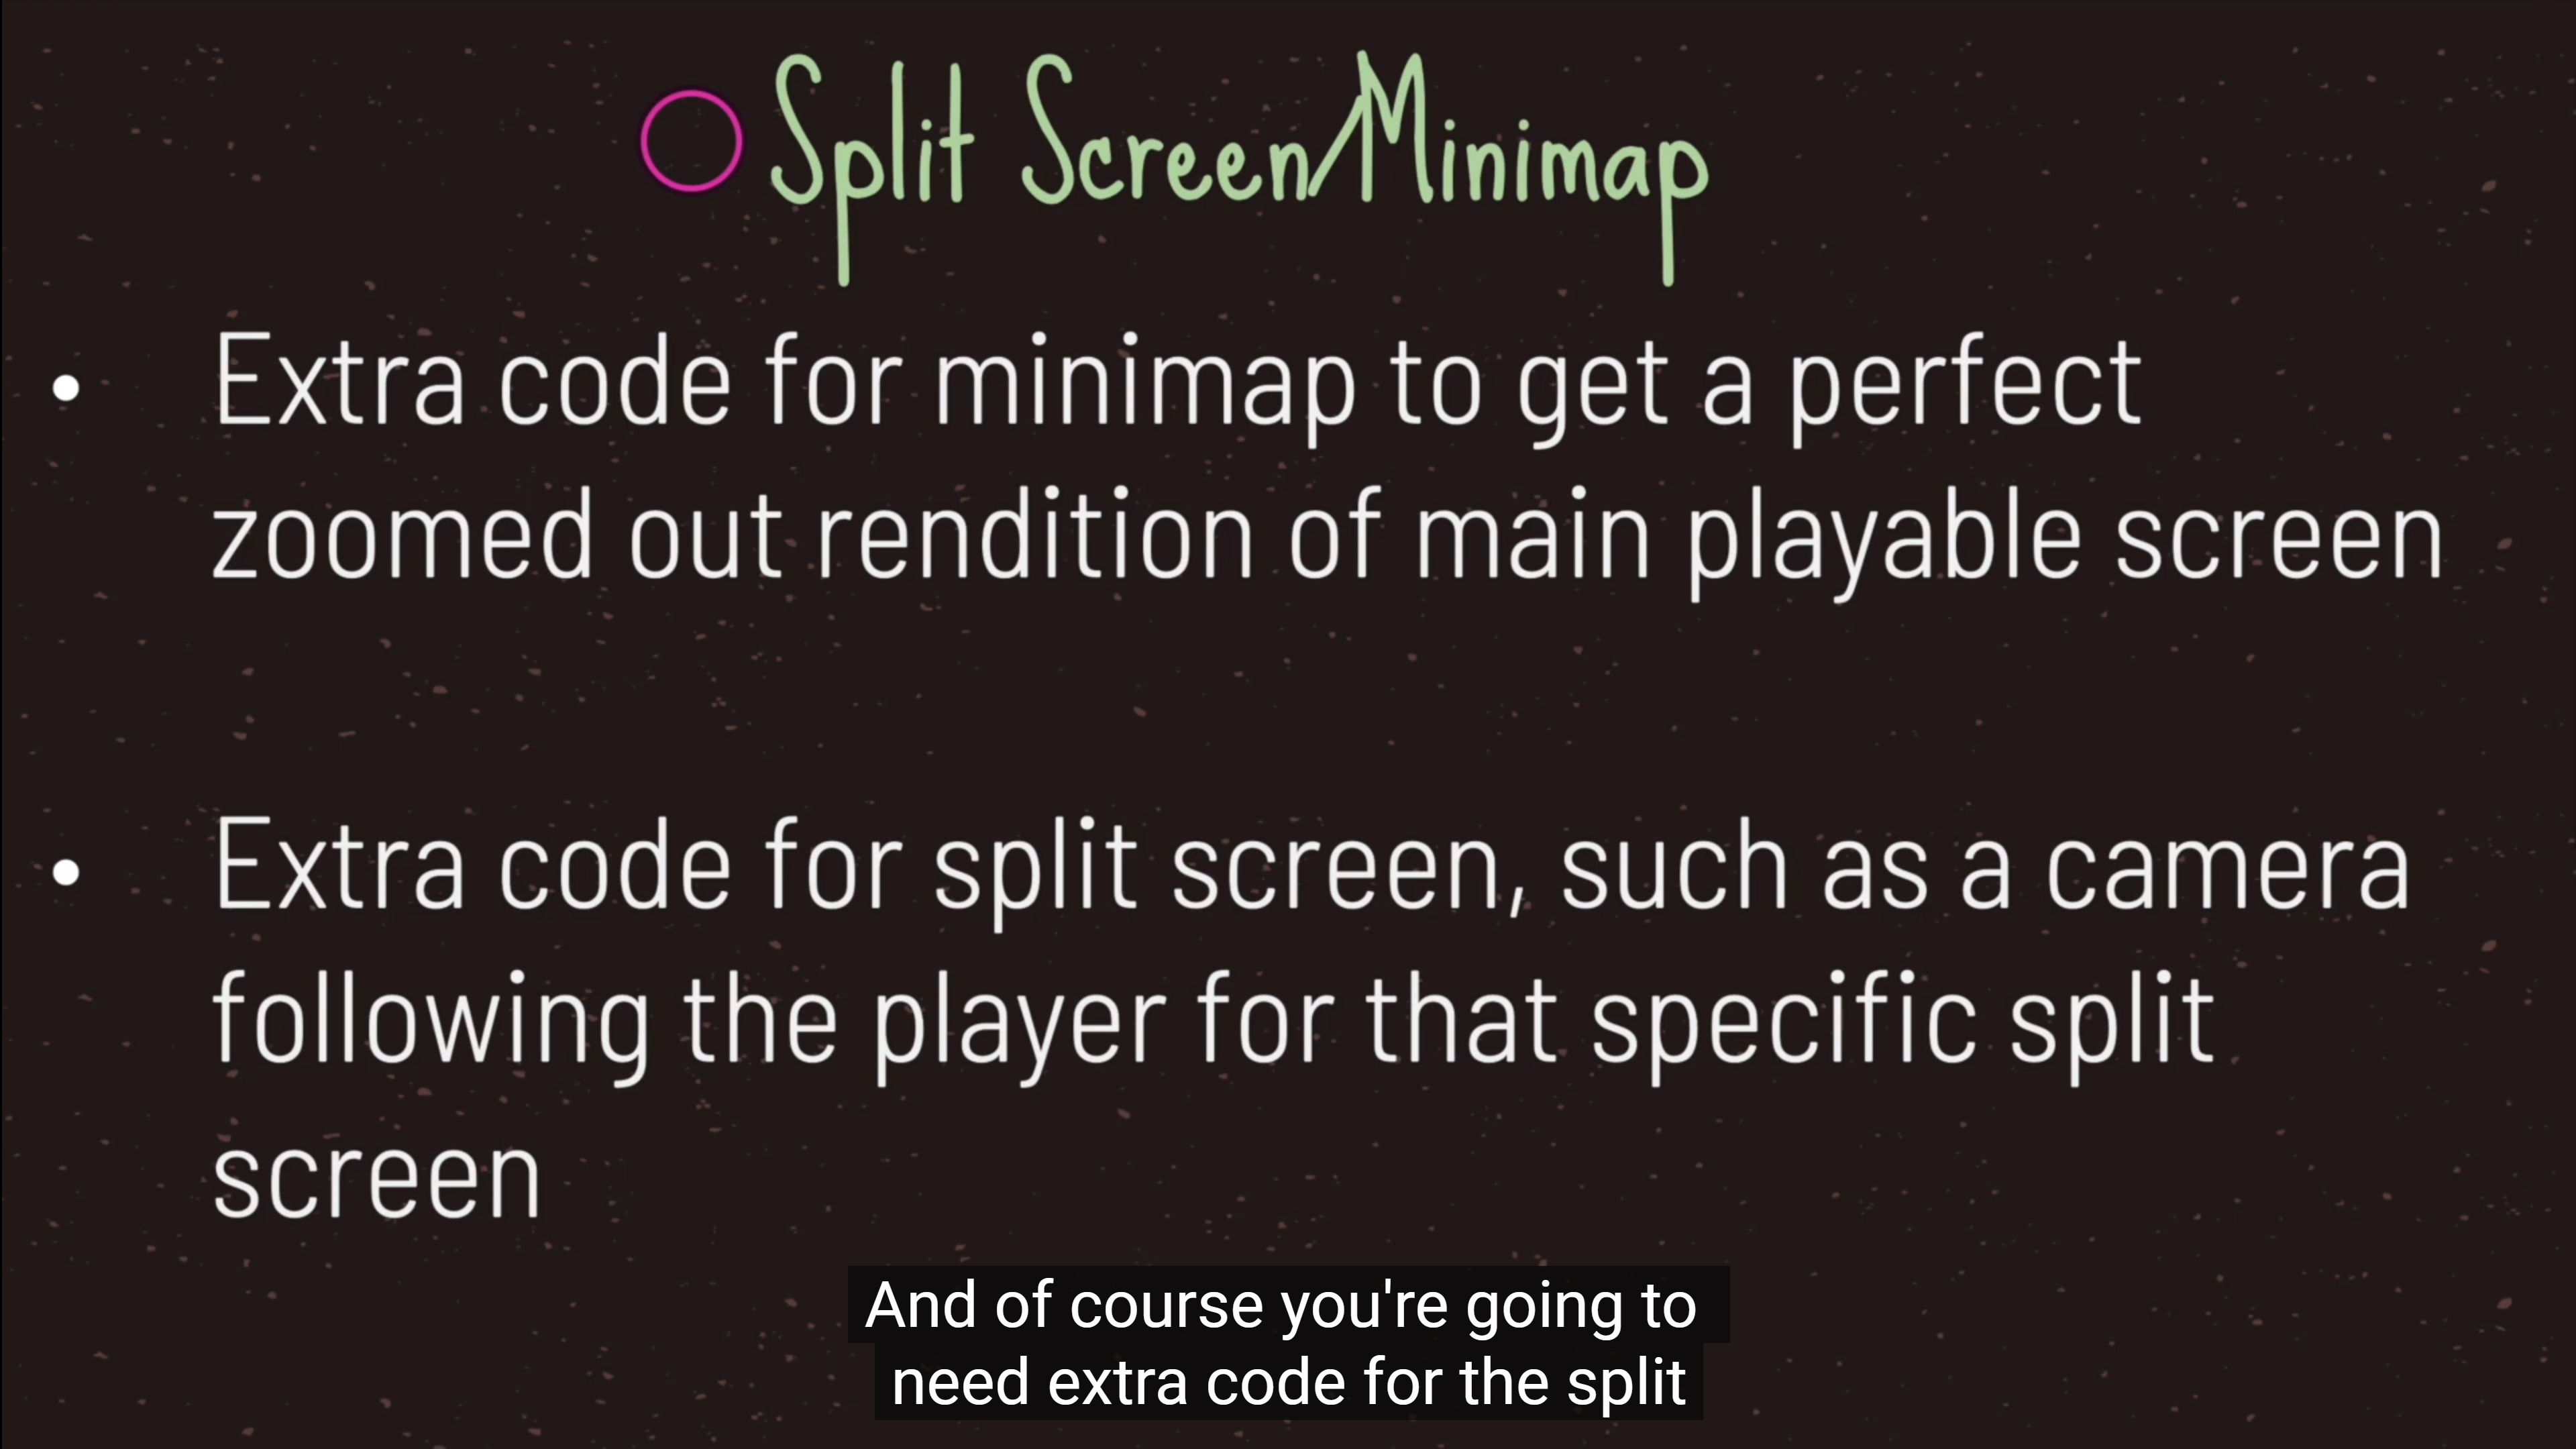 Split Screen/Minimap
• Extra code for minimap to get a perfect
zoomed out rendition of main playable screen
• Extra code for split screen, such as a camera
following the player for that specific split
screen
And of course you're going to
need extra code for the split